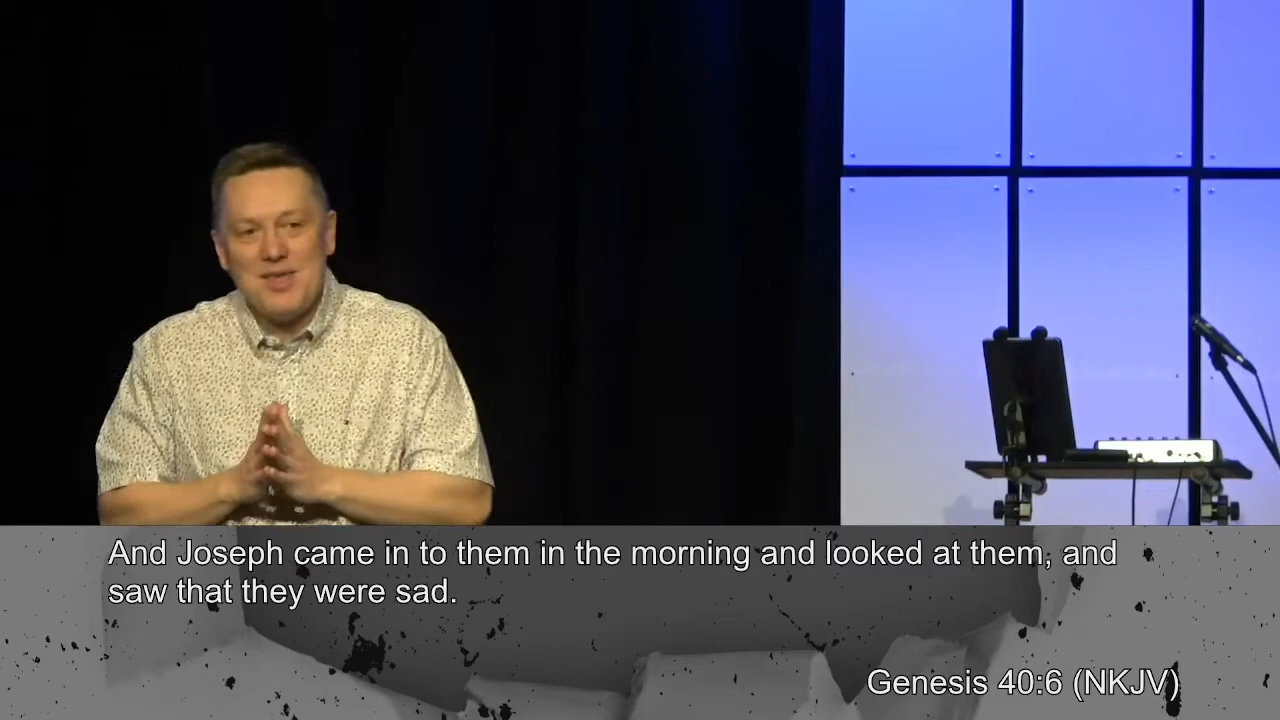 And Joseph came in to them in the morning and looked at them, and
saw that they were sad.
Genesis 40:6 (NKJV)